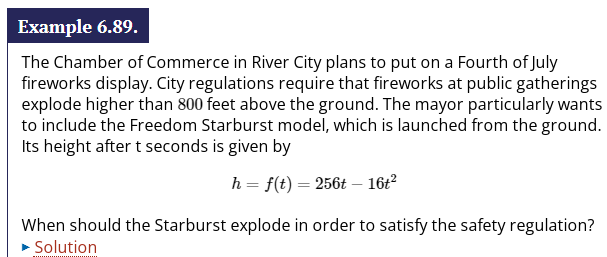 Example 6.89.
The Chamber of Commerce in River City plans to put on a Fourth of July
fireworks display. City regulations require that fireworks at public gatherings
explode higher than 800 feet above the ground. The mayor particularly wants
to include the Freedom Starburst model, which is launched from the ground.
Its height after t seconds is given by
h = f(t) = 256t − 16t²
When should the Starburst explode in order to satisfy the safety regulation?
▸ Solution